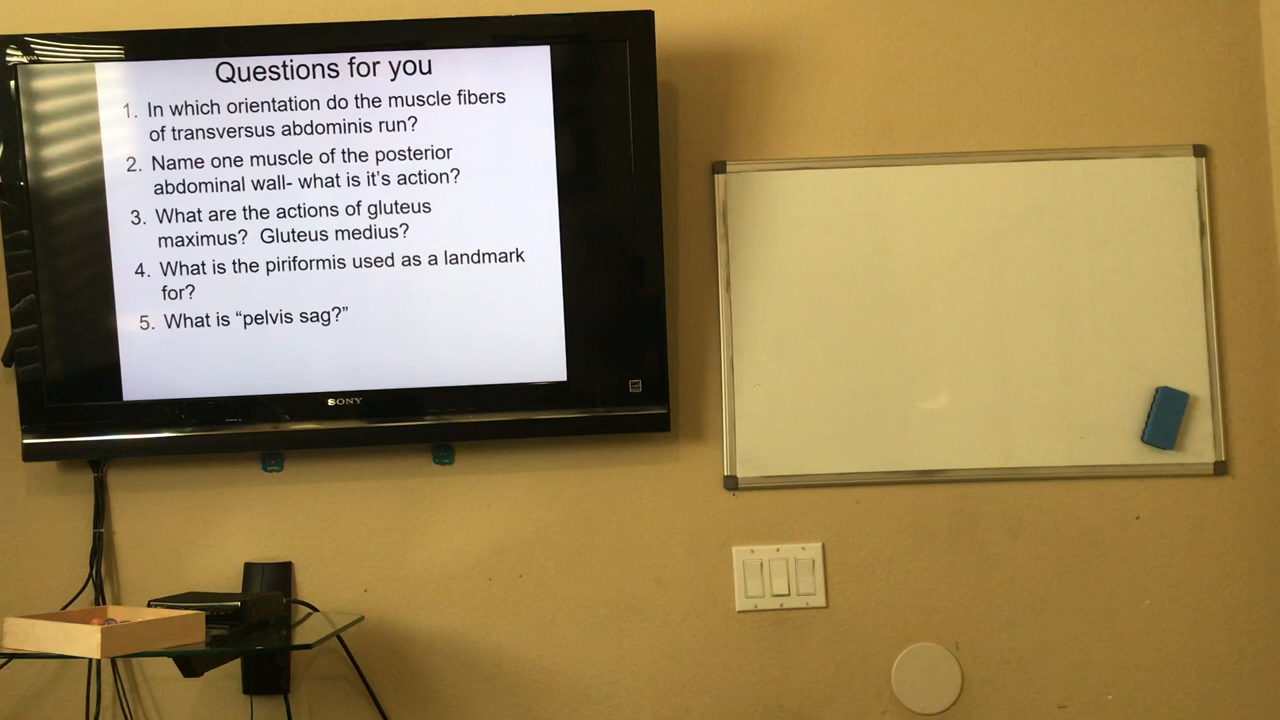 Questions for you
1. In which orientation do the muscle fibers
of transversus abdominis run?
2. Name one muscle of the posterior
abdominal wall- what is it's action?
3. What are the actions of gluteus
maximus? Gluteus medius?
4. What is the piriformis used as a landmark
for?
5. What is “pelvis sag?”
SONY